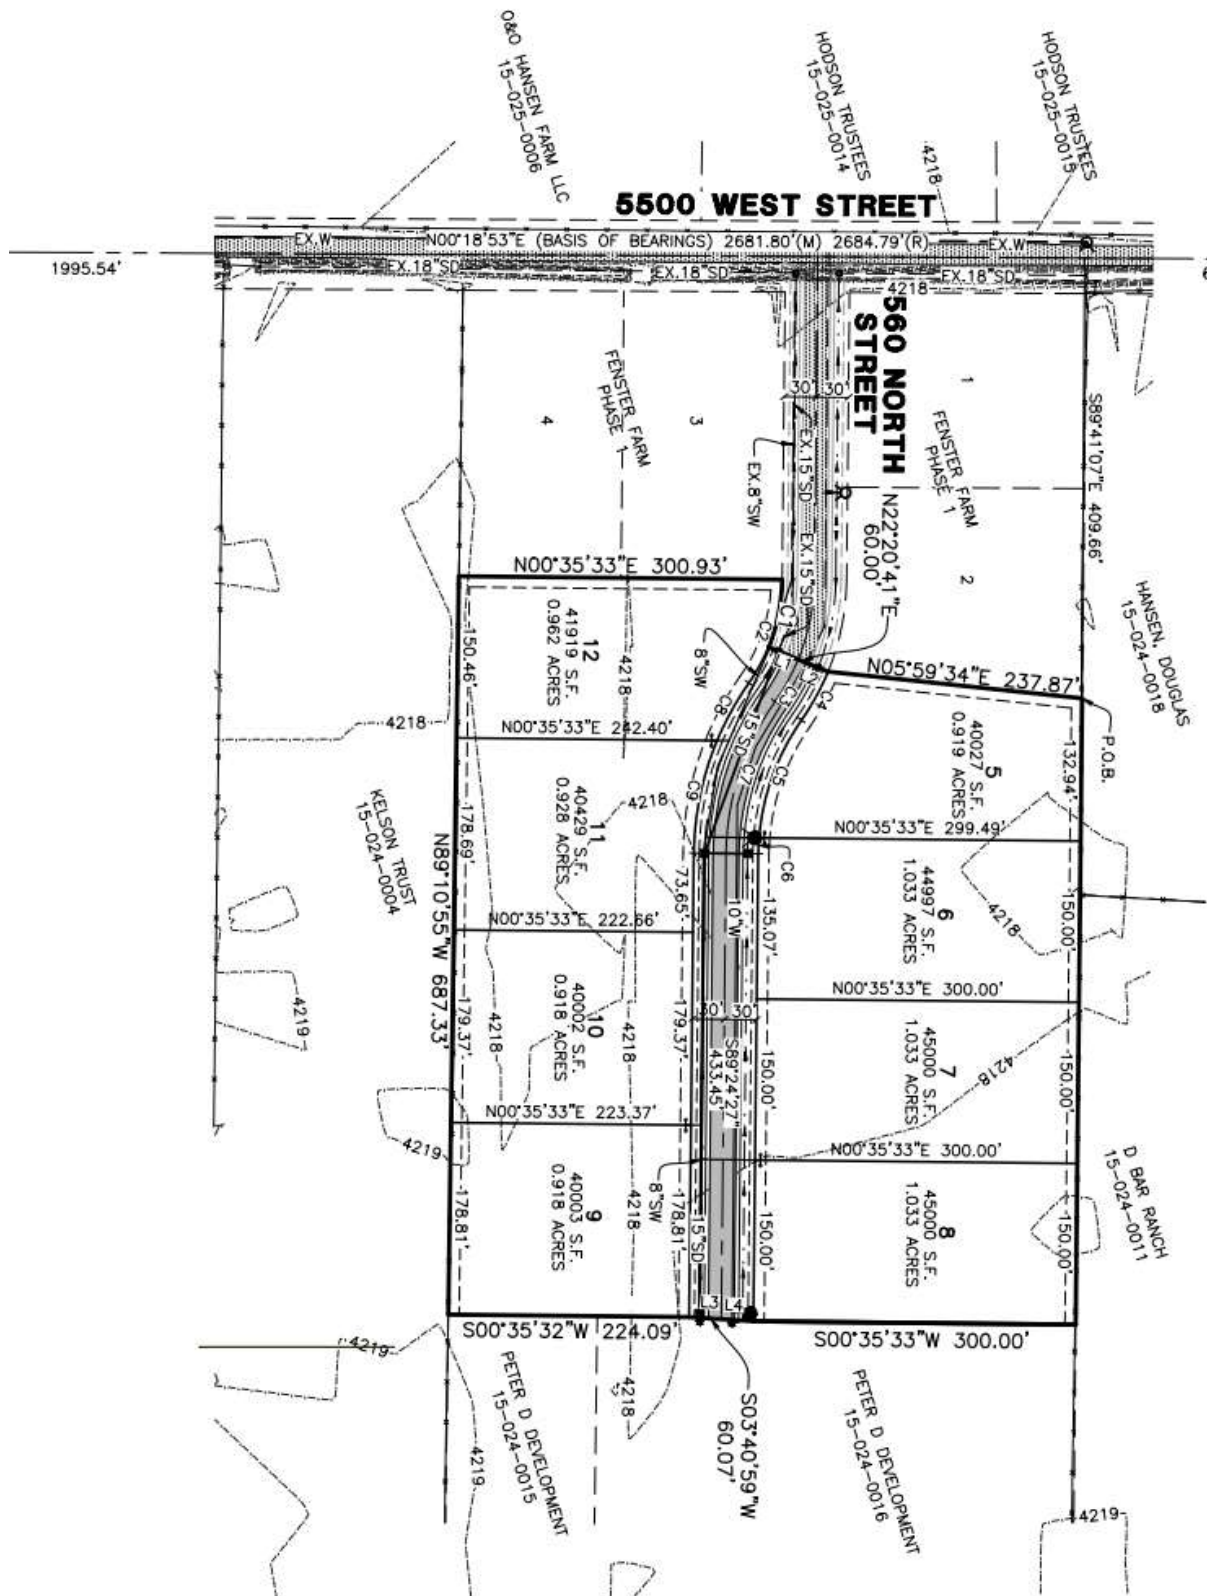 O&O HANSEN FARM LLC
15-025-0006
HODSON TRUSTEES
15-025-0014
HODSON TRUSTEES
15-025-0015
4218
5500 WEST STREET
EX.W
N00°18'53"E (BASIS OF BEARINGS) 2681.80'(M) 2684.79'(R)
EX.W
1995.54'
EX.18"SD
EX.18"SD
EX.18"SD
4218
560 NORTH
STREET
30'
30'
EX.15"SD
EX.15"SD
EX.8"SW
FENSTER FARM
PHASE 1
4
3
1
FENSTER FARM
PHASE 1
2
S89°41'07"E 409.66'
HANSEN, DOUGLAS
15-024-0018
N22°20'41"E
60.00'
N00°35'33"E 300.93'
N05°59'34"E 237.87'
P.O.B.
C1
C2
L1
L2
C3
C4
8"SW
C8
15"SD
C7
C5
C9
C6
12
41919 S.F.
0.962 ACRES
150.46'
4218
4218
N00°35'33"E 242.40'
5
40027 S.F.
0.919 ACRES
132.94'
N00°35'33"E 299.49'
KELSON TRUST
15-024-0004
N89°10'55"W 687.33'
178.69'
11
40429 S.F.
0.928 ACRES
4218
73.65'
10"W
135.07'
6
44997 S.F.
1.033 ACRES
4218
150.00'
N00°35'33"E 222.66'
N00°35'33"E 300.00'
4219
179.37'
4218
10
40002 S.F.
0.918 ACRES
4218
179.37'
30'
30'
S89°24'27"E
433.45'
150.00'
7
45000 S.F.
1.033 ACRES
4218
150.00'
N00°35'33"E 223.37'
N00°35'33"E 300.00'
4219
178.81'
9
40003 S.F.
0.918 ACRES
4218
178.81'
8"SW
15"SD
150.00'
8
45000 S.F.
1.033 ACRES
150.00'
D BAR RANCH
15-024-0011
L3
L4
S00°35'32"W 224.09'
S00°35'33"W 300.00'
4219
PETER D DEVELOPMENT
15-024-0015
4218
S03°40'59"W
60.07'
PETER D DEVELOPMENT
15-024-0016
4219
4219